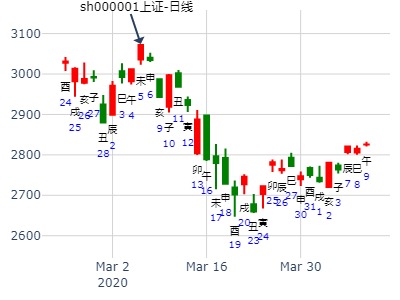 sh000001上证-日线
3100
3000
2900
2800
2700
2600
酉
24
戌
25
亥
26
子
27
丑
28
辰
2
巳
3
午
4
未
5
申
6
亥
9
子
10
丑
11
寅
12
卯
13
午
16
未
17
申
18
酉
19
戌
20
丑
23
寅
24
卯
25
辰
26
巳
27
申
30
酉
31
戌
1
亥
2
子
3
辰
7
巳
8
午
9
Mar 2
2020
Mar 16
Mar 30